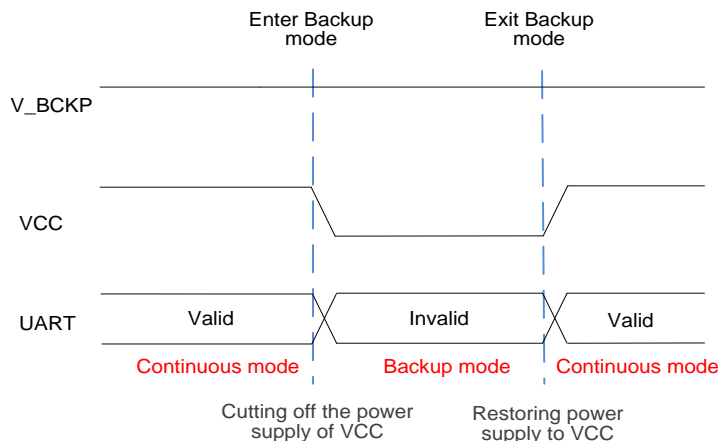 Enter Backup
mode
Exit Backup
mode
V_BCKP
VCC
UART
Valid
Invalid
Valid
Continuous mode
Backup mode
Continuous mode
Cutting off the power
supply of VCC
Restoring power
supply to VCC